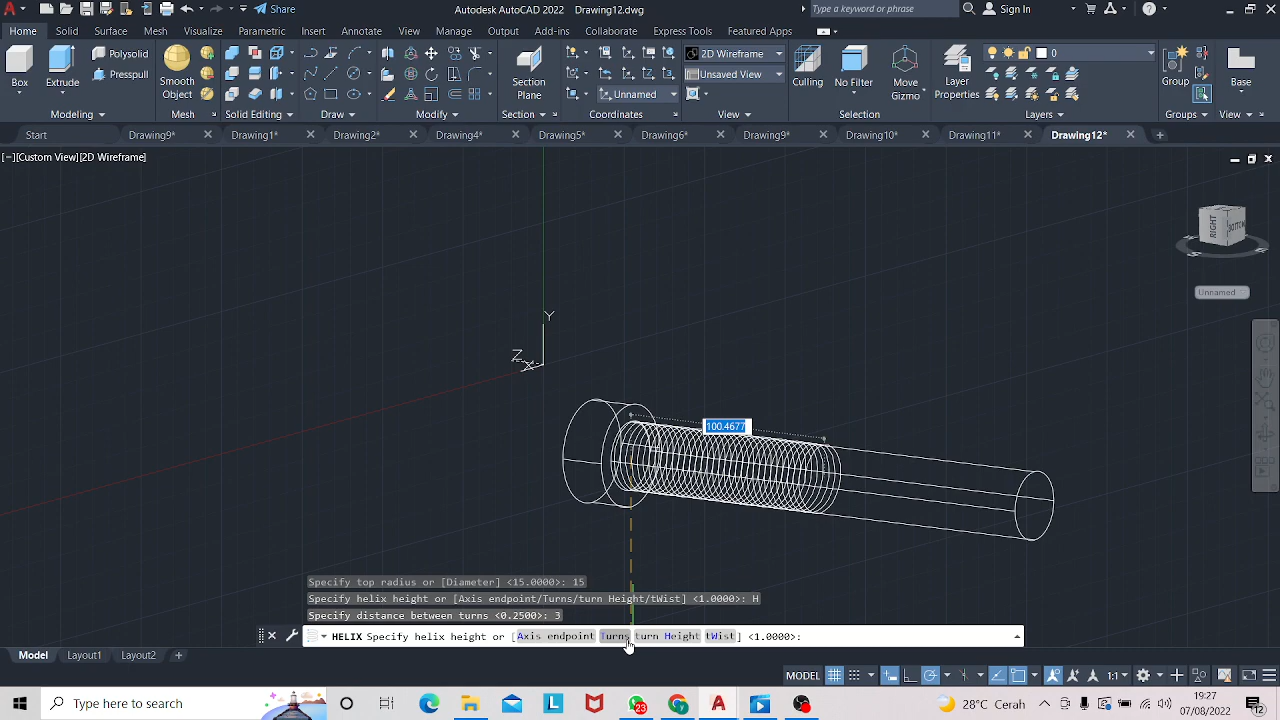 Share
Autodesk AutoCAD 2022 Drawing12.dwg
Type a keyword or phrase
Sign In
Home Solid Surface Mesh Visualize Parametric Insert Annotate View Manage Output Add-ins Collaborate Express Tools Featured Apps
Box
Extrude
Polysolid
Presspull
Smooth
Object
Section
Plane
2D Wireframe
Unsaved View
Unnamed
Culling
No Filter
Move
Gizmo
Layer
Properties
0
Group
Base
Modeling
Mesh
Solid Editing
Draw
Modify
Section
Coordinates
View
Selection
Layers
Groups
View
Start Drawing9* Drawing1* Drawing2* Drawing4* Drawing5* Drawing6* Drawing9* Drawing10* Drawing11* Drawing12*
[−][Custom View][2D Wireframe]
RIGHT
BOTTOM
Unnamed
Y
Z
X
100.4677
Specify top radius or [Diameter] <15.0000>: 15
Specify helix height or [Axis endpoint/Turns/turn Height/tWist] <1.0000>: H
Specify distance between turns <0.2500>: 3
HELIX Specify helix height or [Axis endpoint Turns turn Height tWist] <1.0000>:
Model Layout1 Layout2 +
MODEL
1:1
Type here to search
L
23
A
28°C Cerah
19:27
07/08/2022
12